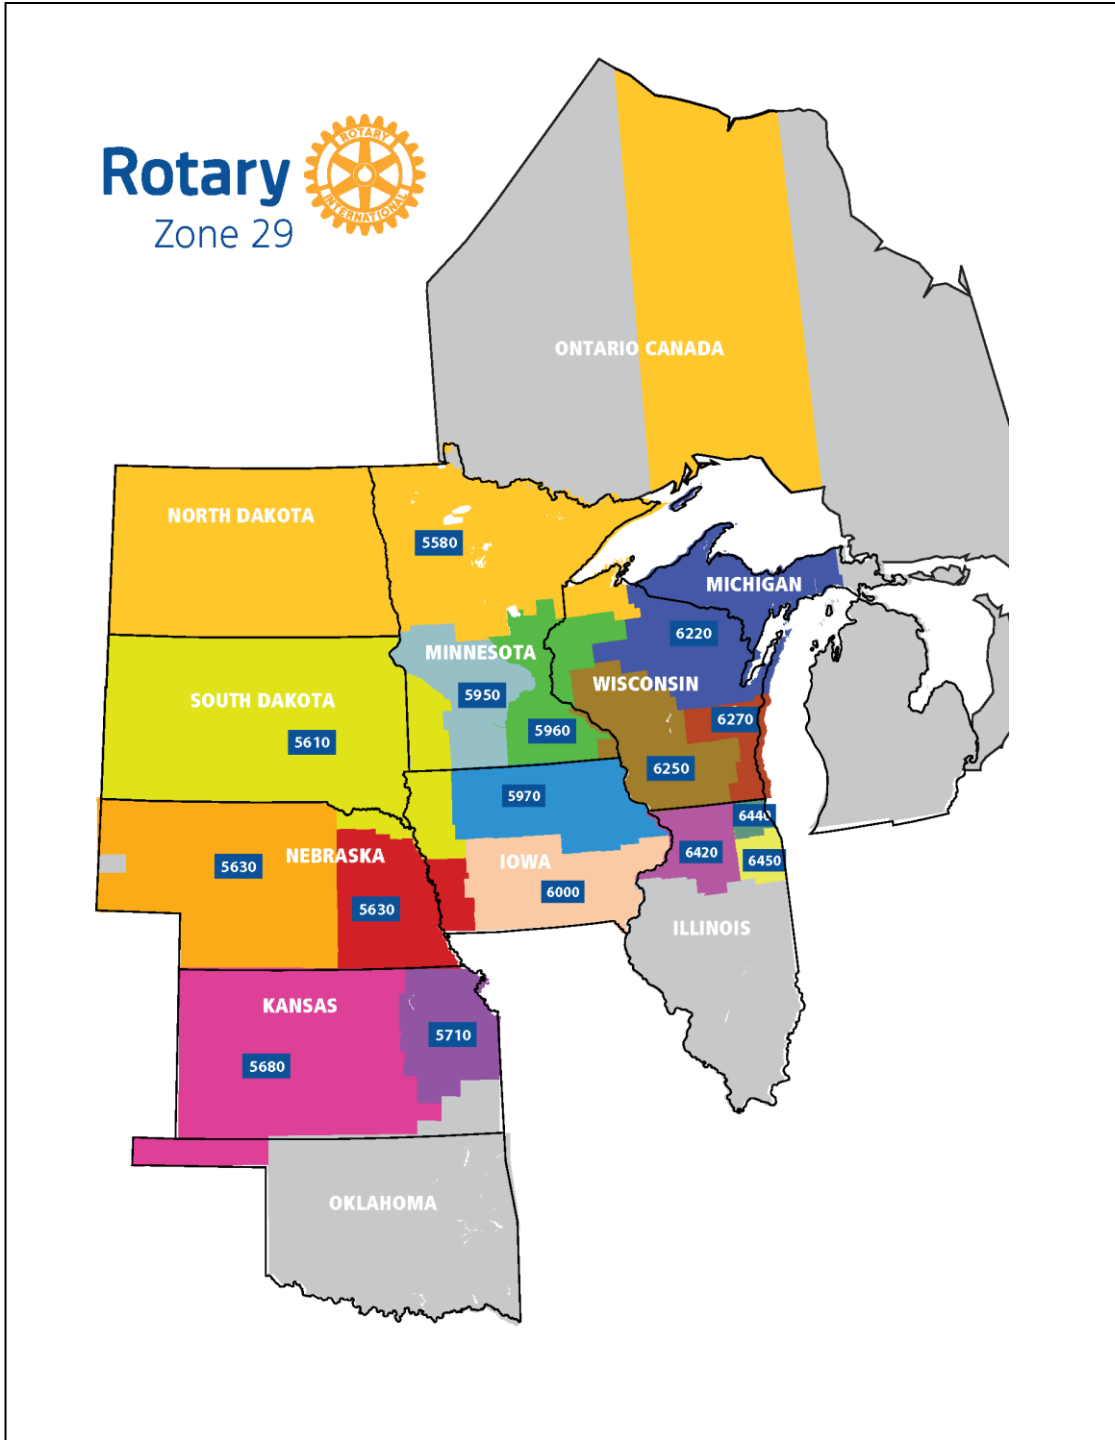 Rotary
ROTARY
INTERNATIONAL
Zone 29
ONTARIO CANADA
NORTH DAKOTA
5580
MICHIGAN
6220
MINNESOTA
WISCONSIN
SOUTH DAKOTA
5950
6270
5610
5960
6250
5970
6440
NEBRASKA
IOWA
6420
6450
5630
6000
5630
ILLINOIS
KANSAS
5710
5680
OKLAHOMA